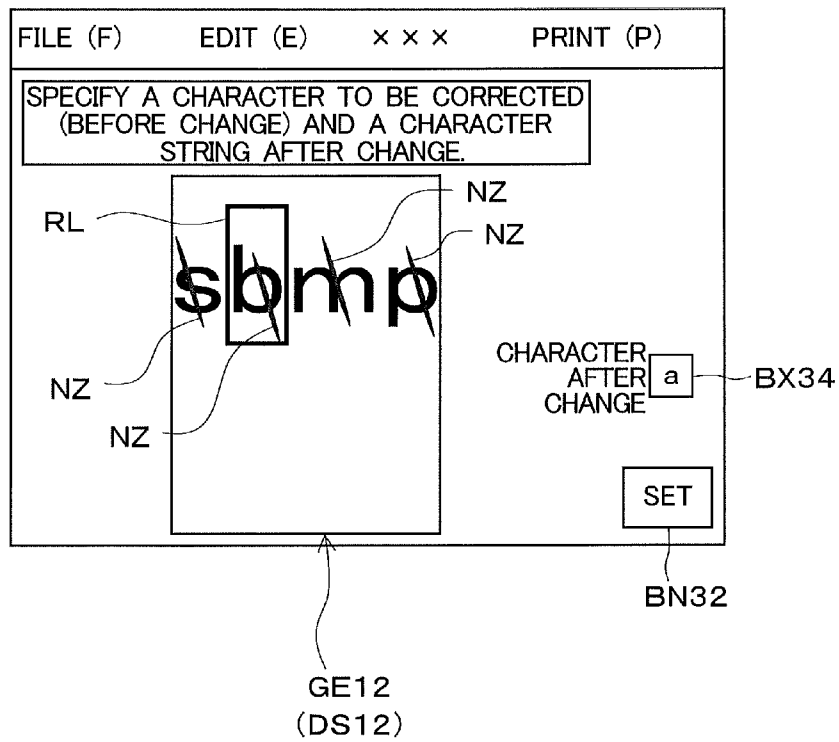 FILE (F) EDIT (E) ××× PRINT (P)
SPECIFY A CHARACTER TO BE CORRECTED
(BEFORE CHANGE) AND A CHARACTER
STRING AFTER CHANGE.
RL
NZ
NZ
sbmp
NZ
NZ
CHARACTER
AFTER
CHANGE
a
BX34
SET
BN32
GE12
(DS12)